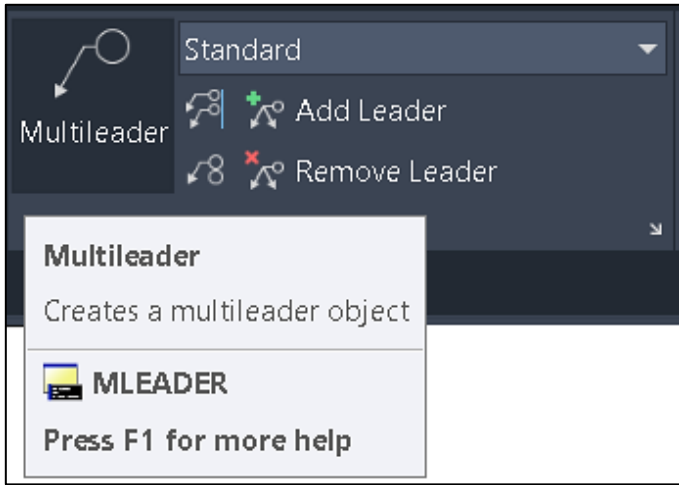 Standard
Multileader
Add Leader
Remove Leader
Multileader
Creates a multileader object
MLEADER
Press F1 for more help